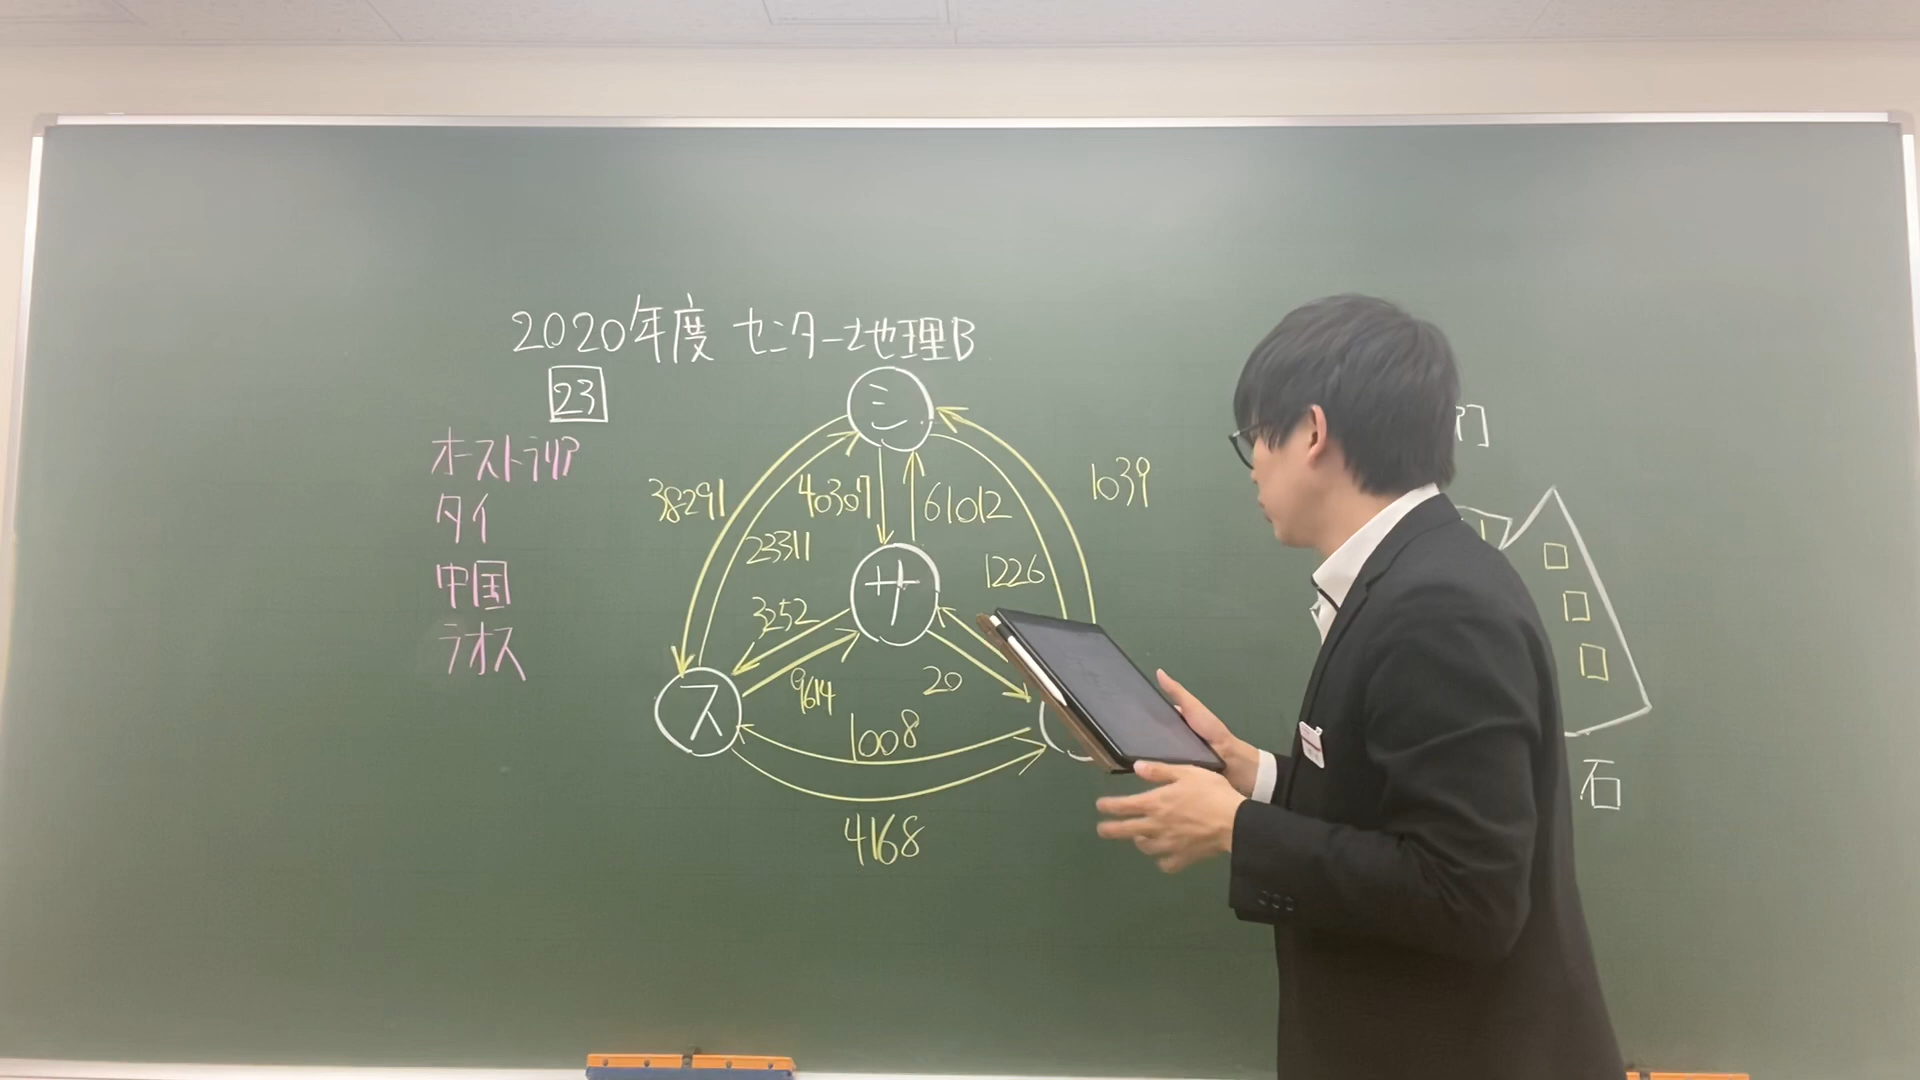 2020年度 センター地理B
23
オーストラリア
タイ
中国
ラオス
シ
38291
40307
61012
1039
23311
1226
サ
3252
9614
20
ス
1008
4168
石